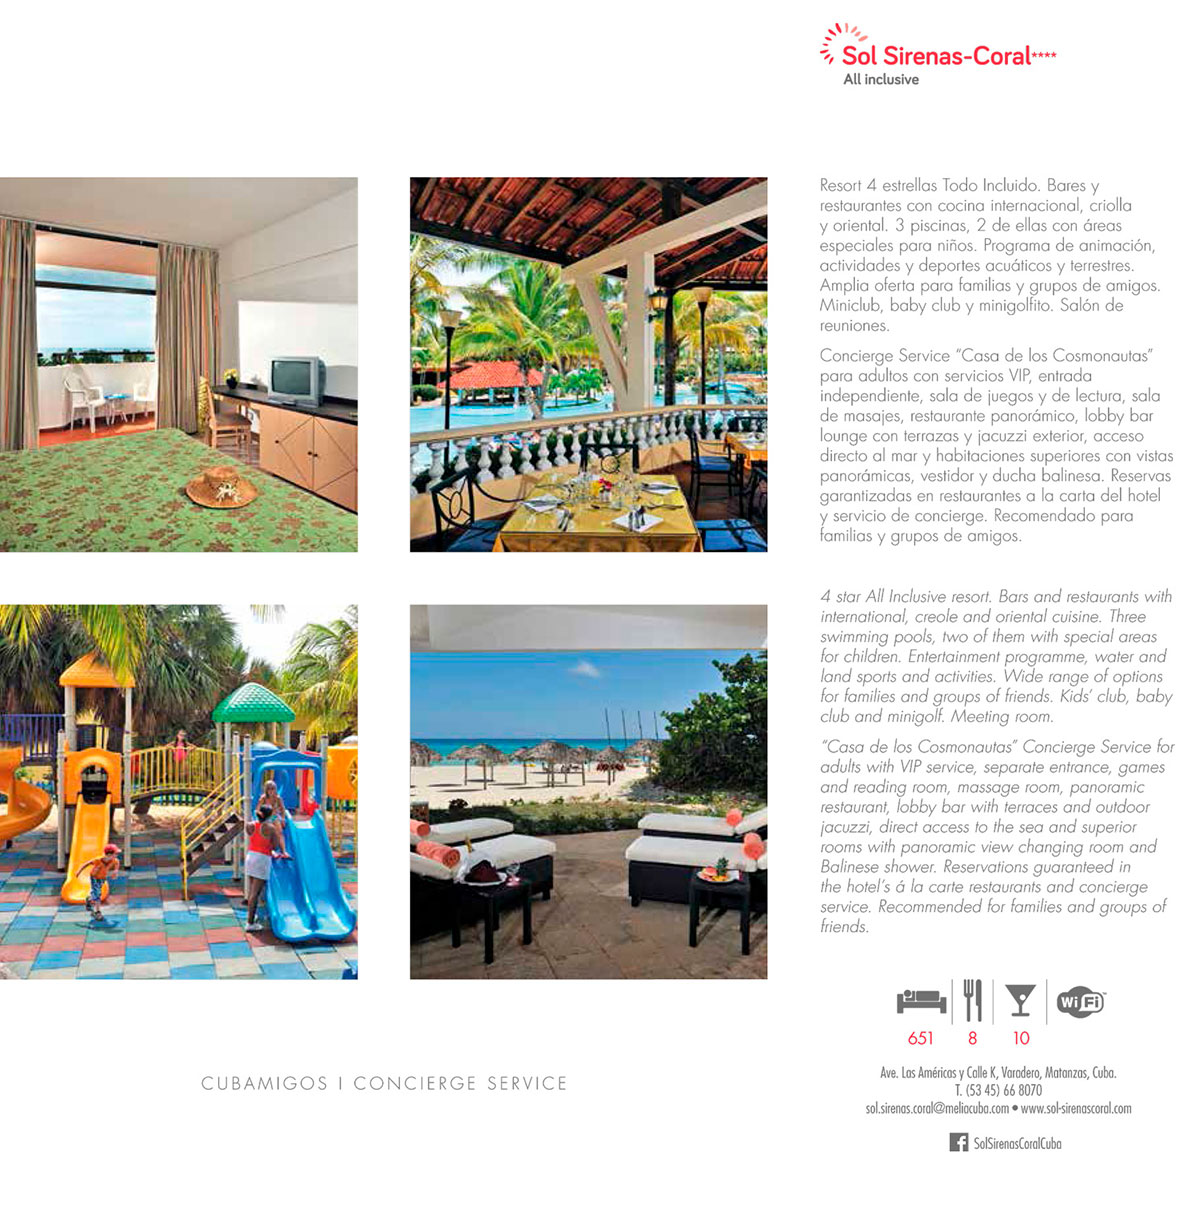 Sol Sirenas-Coral****
All inclusive
Resort 4 estrellas Todo Incluido. Bares y
restaurantes con cocina internacional, criolla
y oriental. 3 piscinas, 2 de ellas con áreas
especiales para niños. Programa de animación,
actividades y deportes acuáticos y terrestres.
Amplia oferta para familias y grupos de amigos.
Miniclub, baby club y minigolfito. Salón de
reuniones.
Concierge Service “Casa de los Cosmonautas”
para adultos con servicios VIP, entrada
independiente, sala de juegos y de lectura, sala
de masajes, restaurante panorámico, lobby bar
lounge con terrazas y jacuzzi exterior, acceso
directo al mar y habitaciones superiores con vistas
panorámicas, vestidor y ducha balinesa. Reservas
garantizadas en restaurantes a la carta del hotel
y servicio de concierge. Recomendado para
familias y grupos de amigos.
4 star All Inclusive resort. Bars and restaurants with
international, creole and oriental cuisine. Three
swimming pools, two of them with special areas
for children. Entertainment programme, water and
land sports and activities. Wide range of options
for families and groups of friends. Kids’ club, baby
club and minigolf. Meeting room.
“Casa de los Cosmonautas” Concierge Service for
adults with VIP service, separate entrance, games
and reading room, massage room, panoramic
restaurant, lobby bar with terraces and outdoor
jacuzzi, direct access to the sea and superior
rooms with panoramic view changing room and
Balinese shower. Reservations guaranteed in
the hotel’s á la carte restaurants and concierge
service. Recommended for families and groups of
friends.
Wi Fi™
651 8 10
CUBAMIGOS I CONCIERGE SERVICE
Ave. Las Américas y Calle K, Varadero, Matanzas, Cuba.
T. (53 45) 66 8070
sol.sirenas.coral@meliacuba.com • www.sol-sirenascoral.com
f SolSirenasCoralCuba